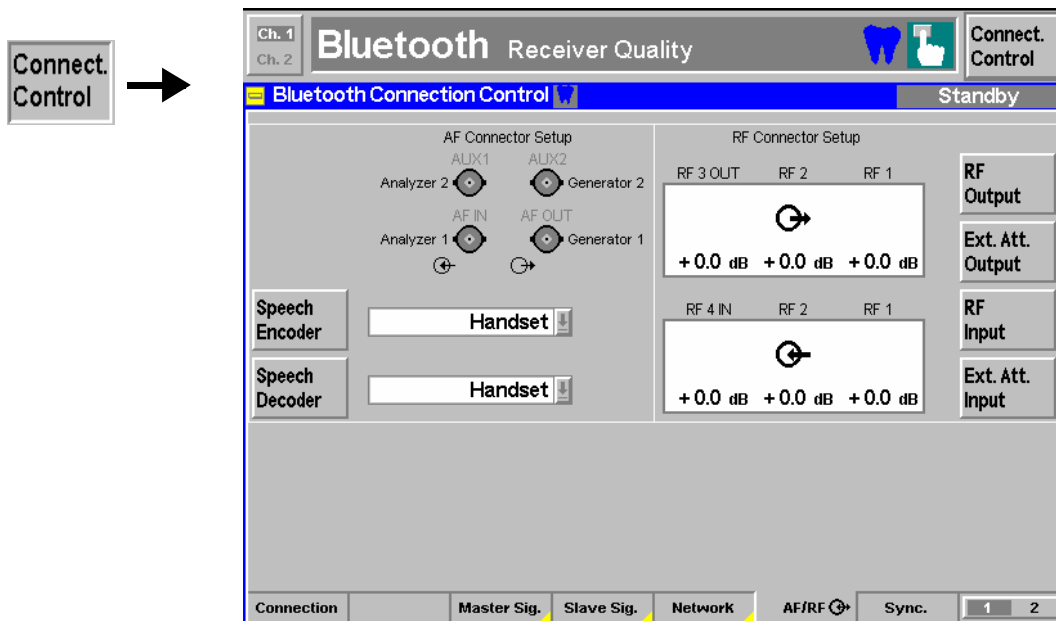 Connect.
Control
Ch. 1
Ch. 2
Bluetooth Receiver Quality
Connect.
Control
Bluetooth Connection Control
Standby
AF Connector Setup
AUX1 AUX2
Analyzer 2 Generator 2
AF IN AF OUT
Analyzer 1 Generator 1
RF Connector Setup
RF 3 OUT RF 2 RF 1
+ 0.0 dB + 0.0 dB + 0.0 dB
RF
Output
Ext. Att.
Output
Speech
Encoder
Handset
Speech
Decoder
Handset
RF 4 IN RF 2 RF 1
+ 0.0 dB + 0.0 dB + 0.0 dB
RF
Input
Ext. Att.
Input
Connection Master Sig. Slave Sig. Network AF/RF Sync. 1 2